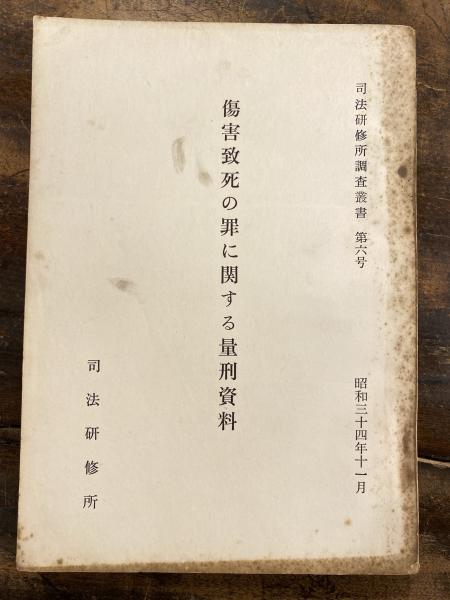 司法研修所調査叢書 第六号
昭和三十四年十一月
傷害致死の罪に関する量刑資料
司法研修所